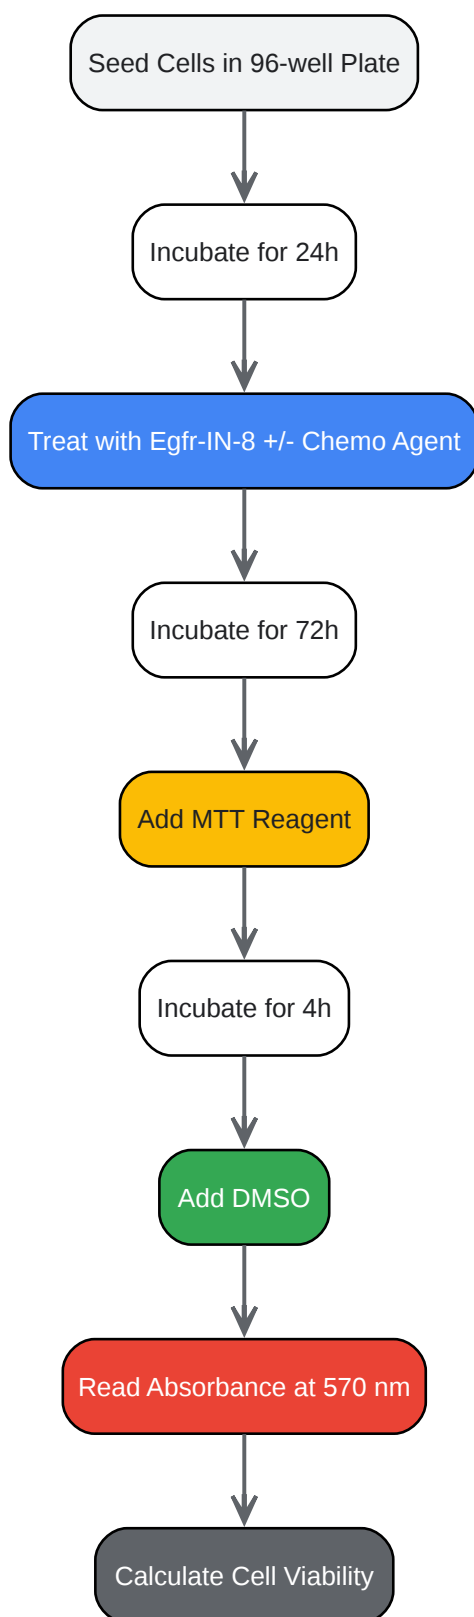 Seed Cells in 96-well Plate
Incubate for 24h
Treat with Egfr-IN-8 +/- Chemo Agent
Incubate for 72h
Add MTT Reagent
Incubate for 4h
Add DMSO
Read Absorbance at 570 nm
Calculate Cell Viability